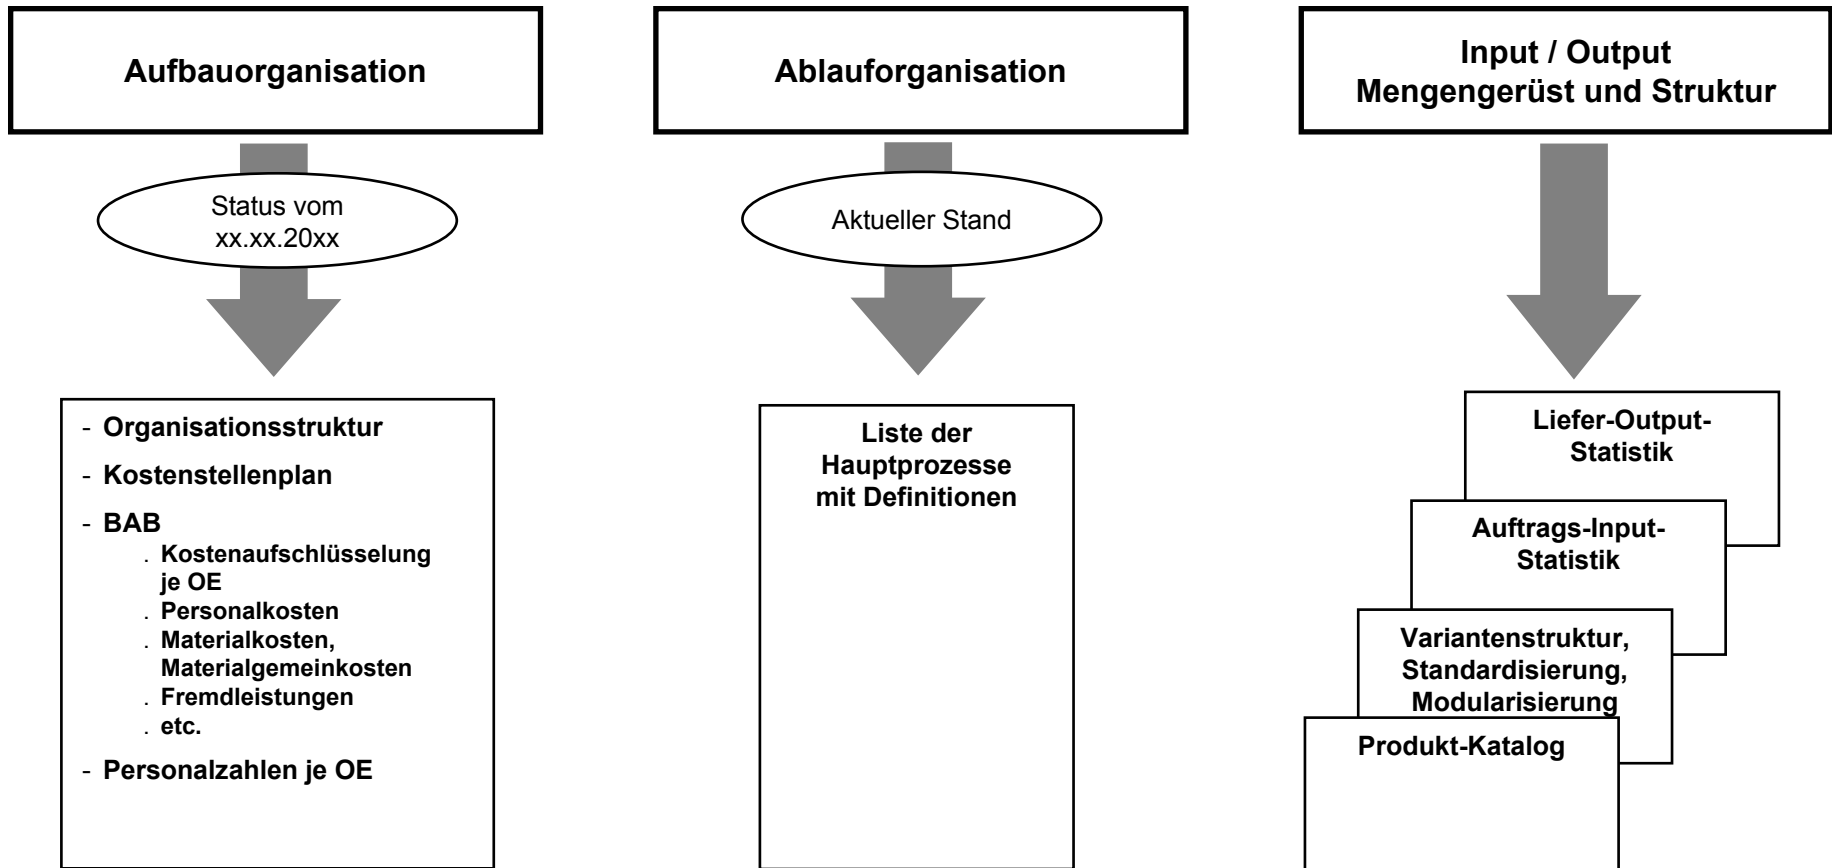 Aufbauorganisation
Status vom
xx.xx.20xx
- Organisationsstruktur
- Kostenstellenplan
- BAB
. Kostenaufschlüsselung
je OE
. Personalkosten
. Materialkosten,
Materialgemeinkosten
. Fremdleistungen
. etc.
- Personalzahlen je OE
Ablauforganisation
Aktueller Stand
Liste der
Hauptprozesse
mit Definitionen
Input / Output
Mengengerüst und Struktur
Liefer-Output-
Statistik
Auftrags-Input-
Statistik
Variantenstruktur,
Standardisierung,
Modularisierung
Produkt-Katalog